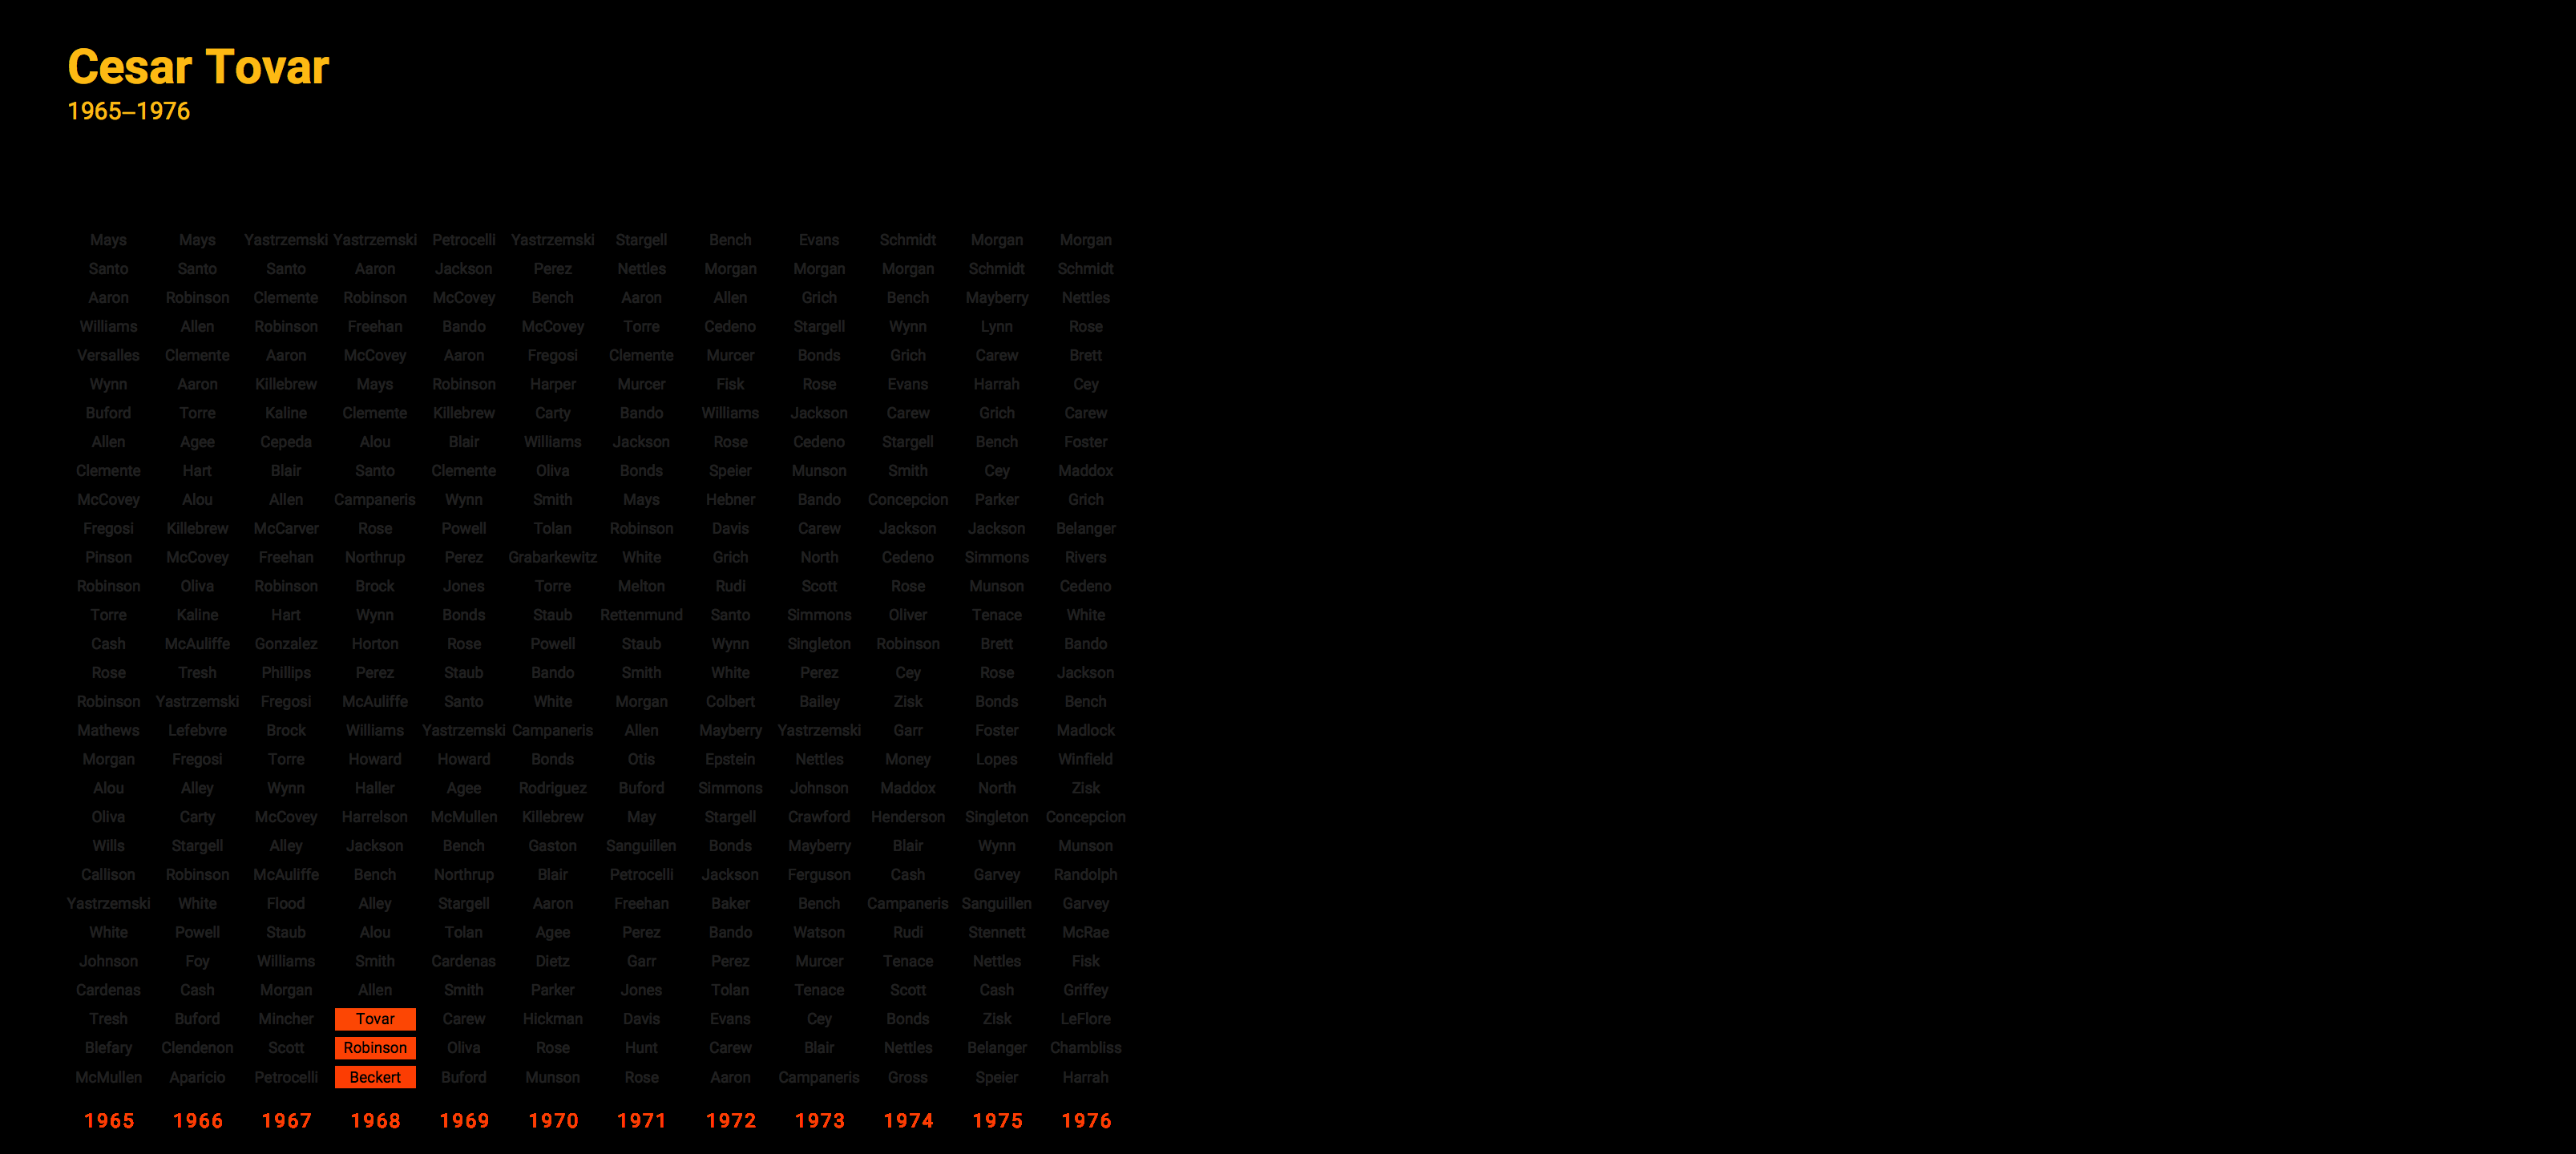 Cesar Tovar
1965–1976
Mays Mays Yastrzemski Yastrzemski Petrocelli Yastrzemski Stargell Bench Evans Schmidt Morgan Morgan
Santo Santo Santo Aaron Jackson Perez Nettles Morgan Morgan Morgan Schmidt Schmidt
Aaron Robinson Clemente Robinson McCovey Bench Aaron Allen Grich Bench Mayberry Nettles
Williams Allen Robinson Freehan Bando McCovey Torre Cedeno Stargell Wynn Lynn Rose
Versalles Clemente Aaron McCovey Aaron Fregosi Clemente Murcer Bonds Grich Carew Brett
Wynn Aaron Killebrew Mays Robinson Harper Murcer Fisk Rose Evans Harrah Cey
Buford Torre Kaline Clemente Killebrew Carty Bando Williams Jackson Carew Grich Carew
Allen Agee Cepeda Alou Blair Williams Jackson Rose Cedeno Stargell Bench Foster
Clemente Hart Blair Santo Clemente Oliva Bonds Speier Munson Smith Cey Maddox
McCovey Alou Allen Campaneris Wynn Smith Mays Hebner Bando Concepcion Parker Grich
Fregosi Killebrew McCarver Rose Powell Tolan Robinson Davis Carew Jackson Jackson Belanger
Pinson McCovey Freehan Northrup Perez Grabarkewitz White Grich North Cedeno Simmons Rivers
Robinson Oliva Robinson Brock Jones Torre Melton Rudi Scott Rose Munson Cedeno
Torre Kaline Hart Wynn Bonds Staub Rettenmund Santo Simmons Oliver Tenace White
Cash McAuliffe Gonzalez Horton Rose Powell Staub Wynn Singleton Robinson Brett Bando
Rose Tresh Phillips Perez Staub Bando Smith White Perez Cey Rose Jackson
Robinson Yastrzemski Fregosi McAuliffe Santo White Morgan Colbert Bailey Zisk Bonds Bench
Mathews Lefebvre Brock Williams Yastrzemski Campaneris Allen Mayberry Yastrzemski Garr Foster Madlock
Morgan Fregosi Torre Howard Howard Bonds Otis Epstein Nettles Money Lopes Winfield
Alou Alley Wynn Haller Agee Rodriguez Buford Simmons Johnson Maddox North Zisk
Oliva Carty McCovey Harrelson McMullen Killebrew May Stargell Crawford Henderson Singleton Concepcion
Wills Stargell Alley Jackson Bench Gaston Sanguillen Bonds Mayberry Blair Wynn Munson
Callison Robinson McAuliffe Bench Northrup Blair Petrocelli Jackson Ferguson Cash Garvey Randolph
Yastrzemski White Flood Alley Stargell Aaron Freehan Baker Bench Campaneris Sanguillen Garvey
White Powell Staub Alou Tolan Agee Perez Bando Watson Rudi Stennett McRae
Johnson Foy Williams Smith Cardenas Dietz Garr Perez Murcer Tenace Nettles Fisk
Cardenas Cash Morgan Allen Smith Parker Jones Tolan Tenace Scott Cash Griffey
Tresh Buford Mincher Tovar Carew Hickman Davis Evans Cey Bonds Zisk LeFlore
Blefary Clendenon Scott Robinson Oliva Rose Hunt Carew Blair Nettles Belanger Chambliss
McMullen Aparicio Petrocelli Beckert Buford Munson Rose Aaron Campaneris Gross Speier Harrah
1965 1966 1967 1968 1969 1970 1971 1972 1973 1974 1975 1976